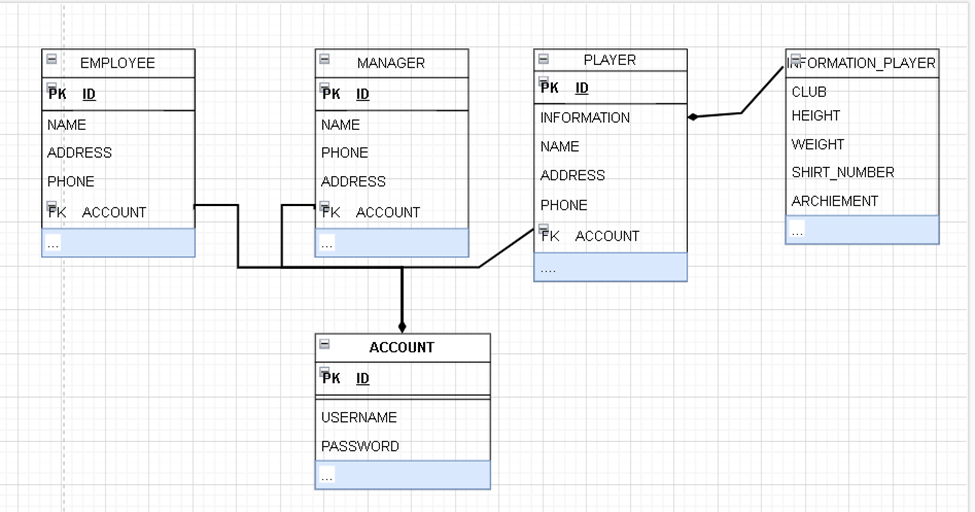 EMPLOYEE
PK ID
NAME
ADDRESS
PHONE
FK ACCOUNT
...
MANAGER
PK ID
NAME
PHONE
ADDRESS
FK ACCOUNT
...
PLAYER
PK ID
INFORMATION
NAME
ADDRESS
PHONE
FK ACCOUNT
....
INFORMATION_PLAYER
CLUB
HEIGHT
WEIGHT
SHIRT_NUMBER
ARCHIEMENT
...
ACCOUNT
PK ID
USERNAME
PASSWORD
...